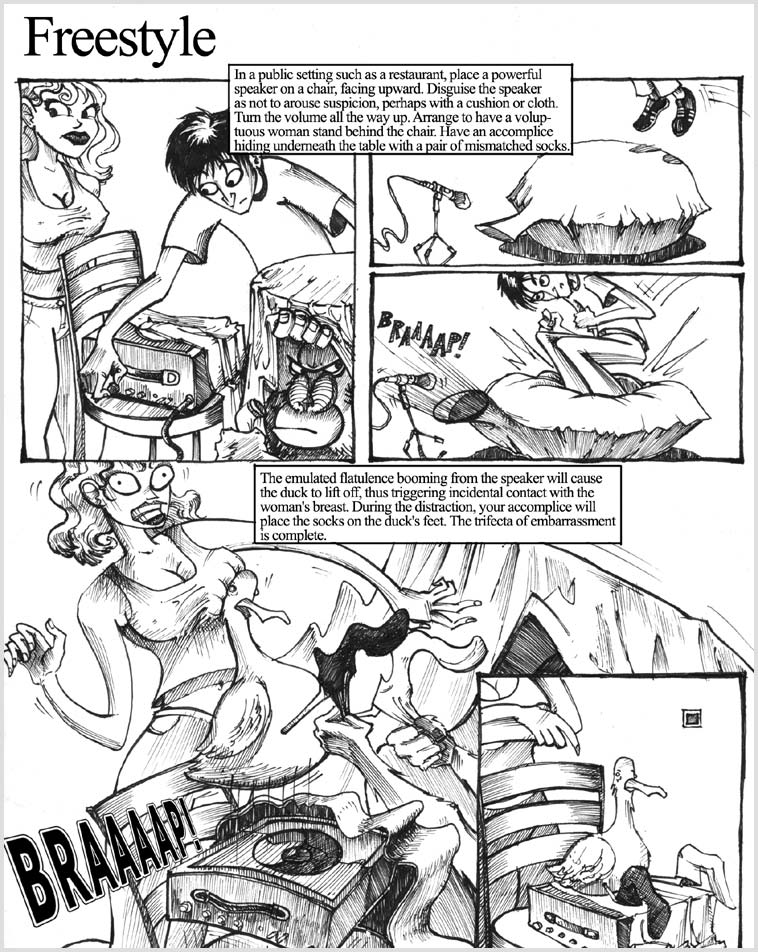 Freestyle
In a public setting such as a restaurant, place a powerful
speaker on a chair, facing upward. Disguise the speaker
as not to arouse suspicion, perhaps with a cushion or cloth.
Turn the volume all the way up. Arrange to have a volup-
tuous woman stand behind the chair. Have an accomplice
hiding underneath the table with a pair of mismatched socks.
BRAAAAP!
The emulated flatulence booming from the speaker will cause
the duck to lift off, thus triggering incidental contact with the
woman's breast. During the distraction, your accomplice will
place the socks on the duck's feet. The trifecta of embarrassment
is complete.
BRAAAAP!